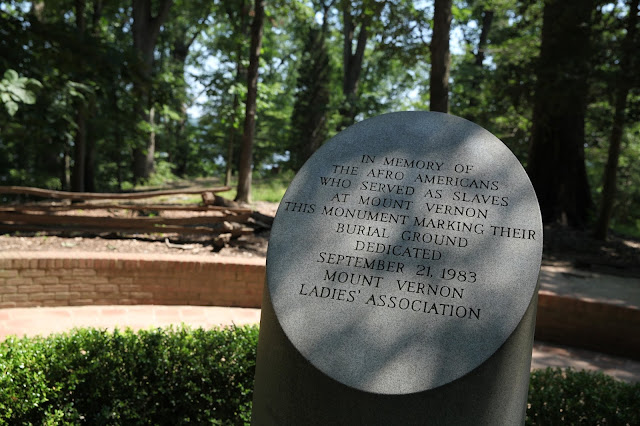 IN MEMORY OF
THE AFRO AMERICANS
WHO SERVED AS SLAVES
AT MOUNT VERNON
THIS MONUMENT MARKING THEIR
BURIAL GROUND
DEDICATED
SEPTEMBER 21, 1983
MOUNT VERNON
LADIES' ASSOCIATION